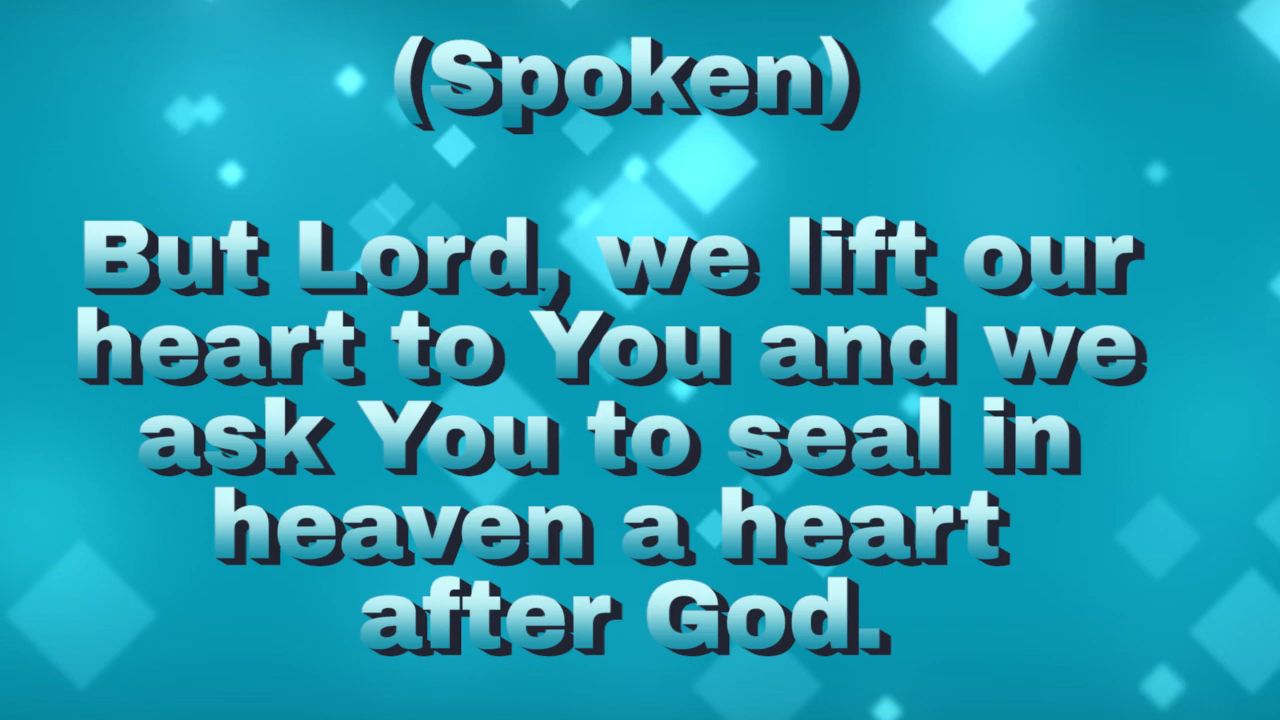 (Spoken)
But Lord, we lift our
heart to You and we
ask You to seal in
heaven a heart
after God.